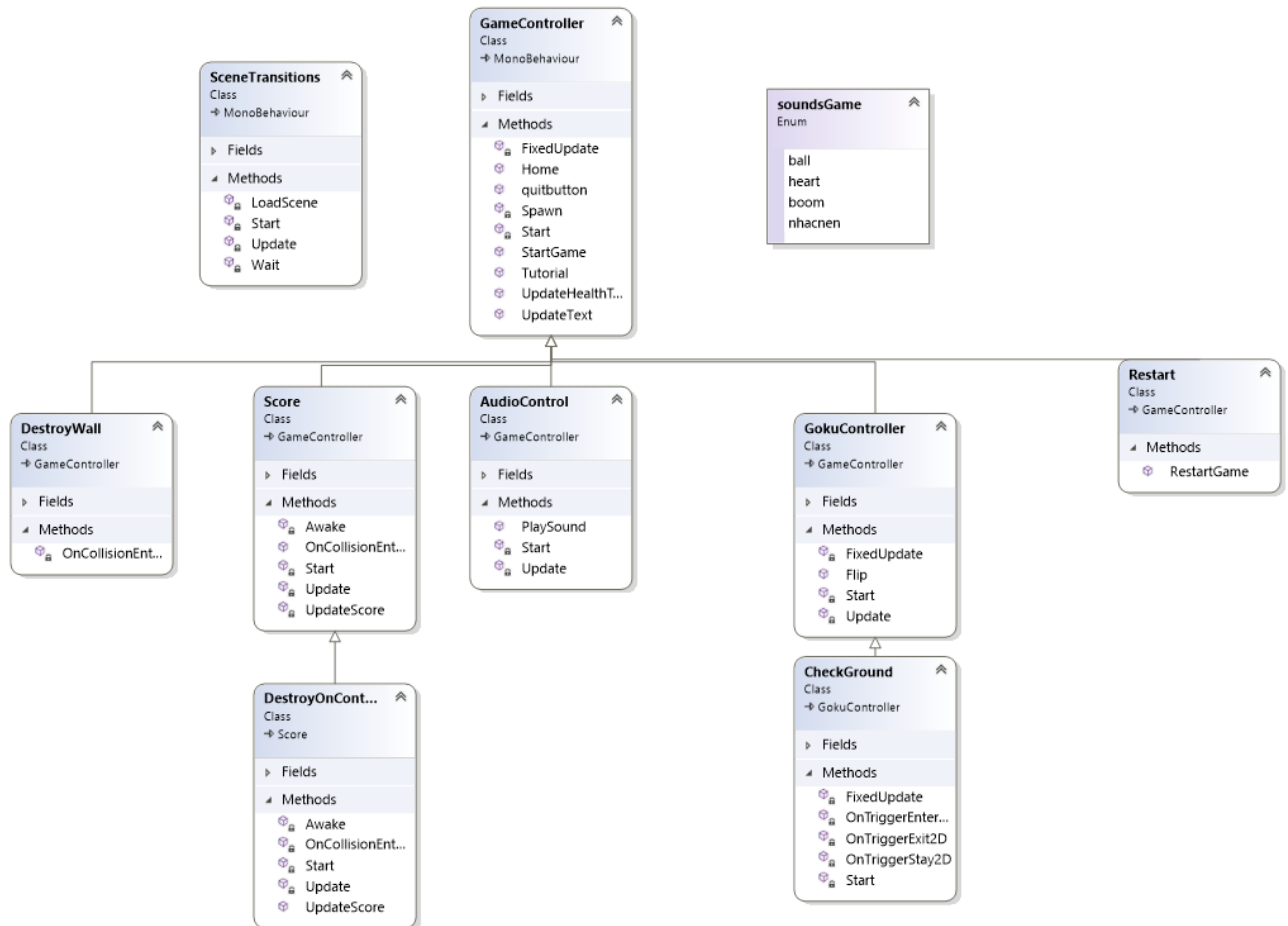 GameController
Class
MonoBehaviour
Fields
Methods
FixedUpdate
Home
quitbutton
Spawn
Start
StartGame
Tutorial
UpdateHealthT...
UpdateText
SceneTransitions
Class
MonoBehaviour
Fields
Methods
LoadScene
Start
Update
Wait
soundsGame
Enum
ball
heart
boom
nhacnen
DestroyWall
Class
GameController
Fields
Methods
OnCollisionEnt...
Score
Class
GameController
Fields
Methods
Awake
OnCollisionEnt...
Start
Update
UpdateScore
AudioControl
Class
GameController
Fields
Methods
PlaySound
Start
Update
GokuController
Class
GameController
Fields
Methods
FixedUpdate
Flip
Start
Update
Restart
Class
GameController
Methods
RestartGame
DestroyOnCont...
Class
Score
Fields
Methods
Awake
OnCollisionEnt...
Start
Update
UpdateScore
CheckGround
Class
GokuController
Fields
Methods
FixedUpdate
OnTriggerEnter...
OnTriggerExit2D
OnTriggerStay2D
Start